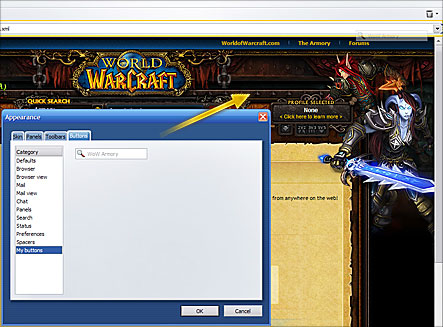 .xml
WorldofWarcraft.com
The Armory
Forums
WORLD
OF
WARCRAFT
QUICK SEARCH
PROFILE SELECTED
None
< Click to learn more >
Appearance
Skin
Panels
Toolbars
Buttons
Category
WoW Armory
Defaults
Browser
Browser view
Mail
Mail view
Chat
Panels
Search
Status
Preferences
Spacers
My buttons
from anywhere on the web!
OK
Cancel